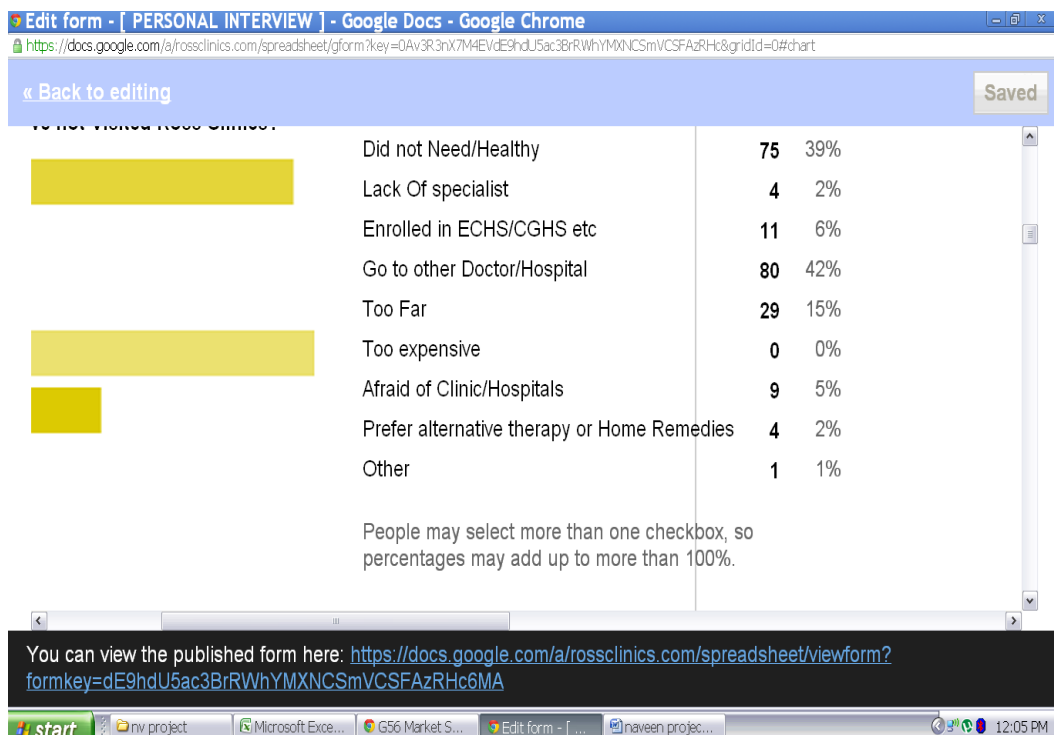 Edit form - [ PERSONAL INTERVIEW ] - Google Docs - Google Chrome
https://docs.google.com/a/rossclinics.com/spreadsheet/gform?key=0Av3R3nX7M4EVdE9hdU5ac3BrRWhYMXNCSmVCSFAzRHc&gridId=0#chart
« Back to editing
Saved
Did not Need/Healthy 75 39%
Lack Of specialist 4 2%
Enrolled in ECHS/CGHS etc 11 6%
Go to other Doctor/Hospital 80 42%
Too Far 29 15%
Too expensive 0 0%
Afraid of Clinic/Hospitals 9 5%
Prefer alternative therapy or Home Remedies 4 2%
Other 1 1%
People may select more than one checkbox, so
percentages may add up to more than 100%.
You can view the published form here: https://docs.google.com/a/rossclinics.com/spreadsheet/viewform?
formkey=dE9hdU5ac3BrRWhYMXNCSmVCSFAzRHc6MA
start nv project Microsoft Exce... G56 Market S... Edit form - [ ... naveen projec... 12:05 PM